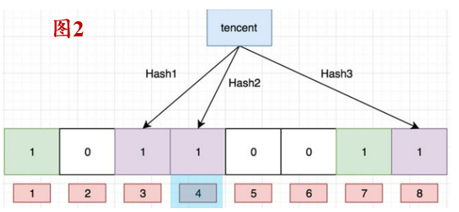 图2
tencent
Hash1
Hash2
Hash3
1 0 1 1 0 0 1 1
1 2 3 4 5 6 7 8